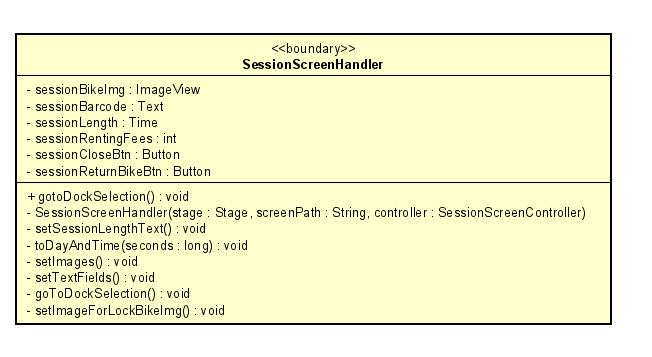 <<boundary>>
SessionScreenHandler
- sessionBikeImg : ImageView
- sessionBarcode : Text
- sessionLength : Time
- sessionRentingFees : int
- sessionCloseBtn : Button
- sessionReturnBikeBtn : Button
+ gotoDockSelection() : void
- SessionScreenHandler(stage : Stage, screenPath : String, controller : SessionScreenController)
- setSessionLengthText() : void
- toDayAndTime(seconds : long) : void
- setImages() : void
- setTextFields() : void
- goToDockSelection() : void
- setImageForLockBikeImg() : void